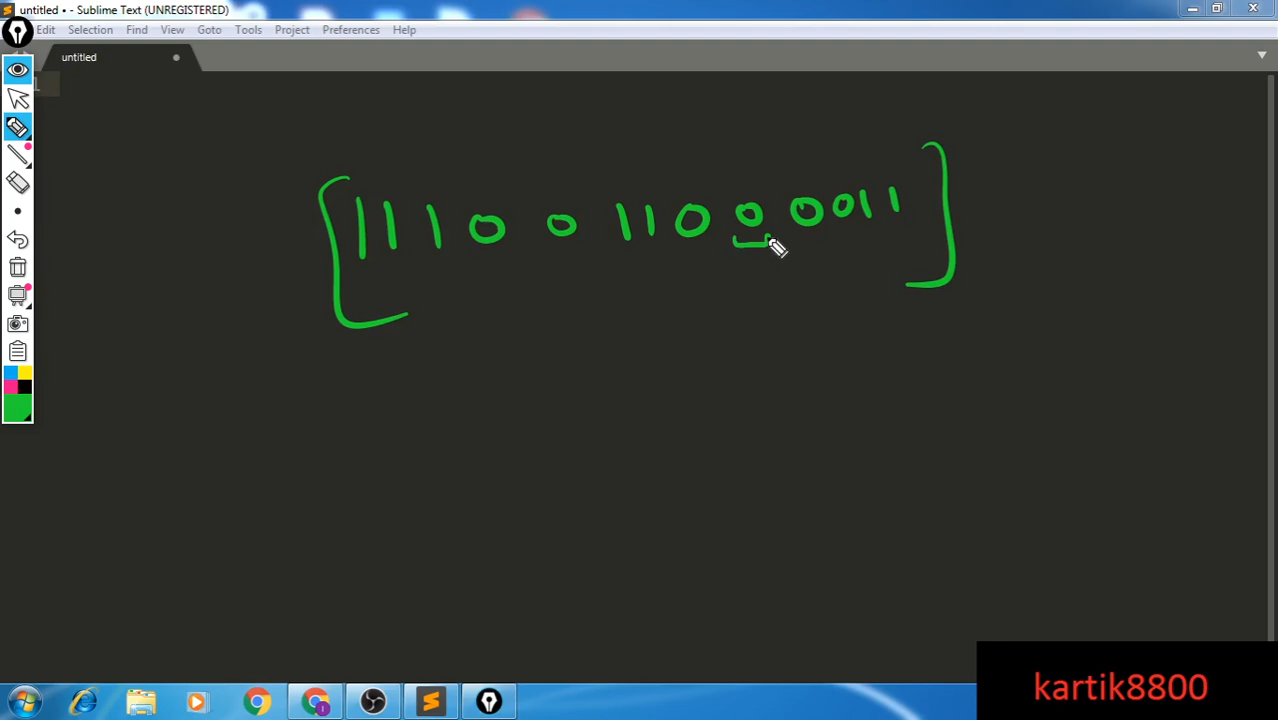 untitled • - Sublime Text (UNREGISTERED)
Edit Selection Find View Goto Tools Project Preferences Help
untitled
1
[ 1 1 1 0 0 1 1 0 0 0 0 1 1 ]
kartik8800